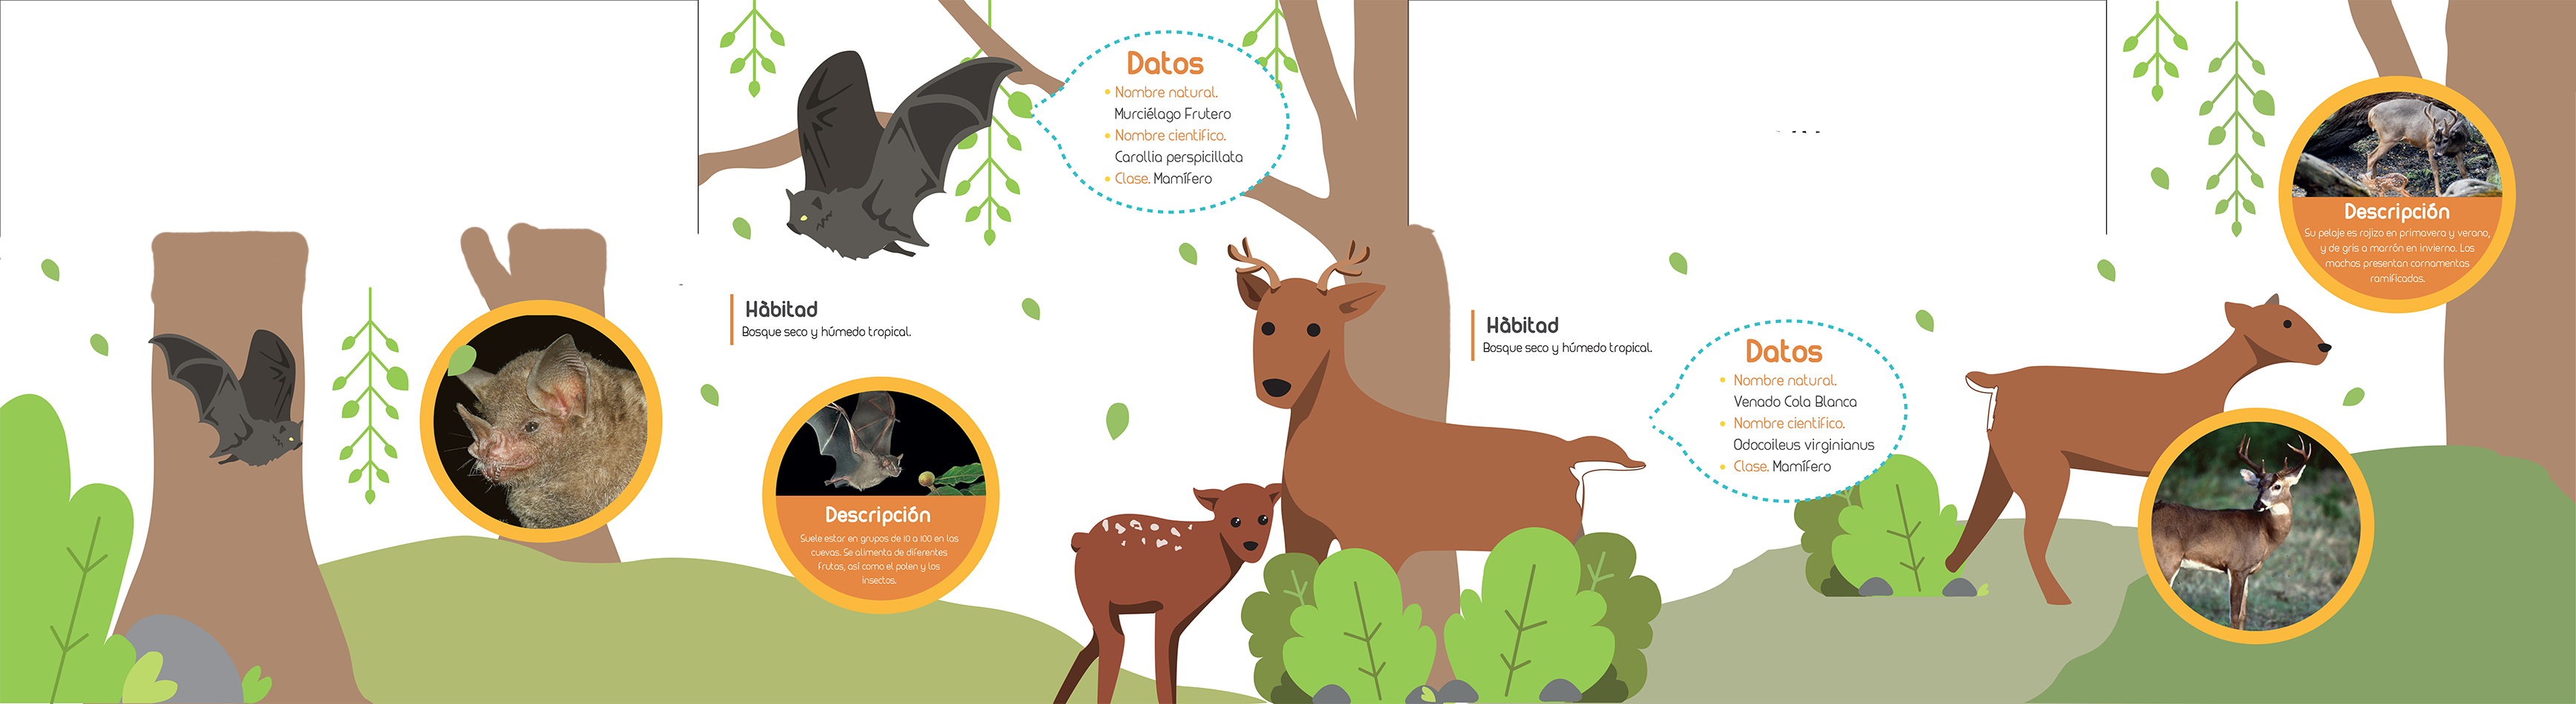 Datos
Nombre natural.
Murciélago Frutero
Nombre cientifico.
Carollia perspicillata
Clase. Mamífero
Hàbitad
Bosque seco y húmedo tropical.
Descripción
Suele estar en grupos de 10 a 100 en las
cuevas. Se alimenta de diferentes
frutas, así como el polen y los
insectos.
Hàbitad
Bosque seco y húmedo tropical.
Datos
Nombre natural.
Venado Cola Blanca
Nombre cientifico.
Odocoileus virginianus
Clase. Mamífero
Descripción
Su pelaje es rojizo en primavera y verano,
y de gris a marrón en invierno. Los
machos presentan cornamentas
ramificadas.